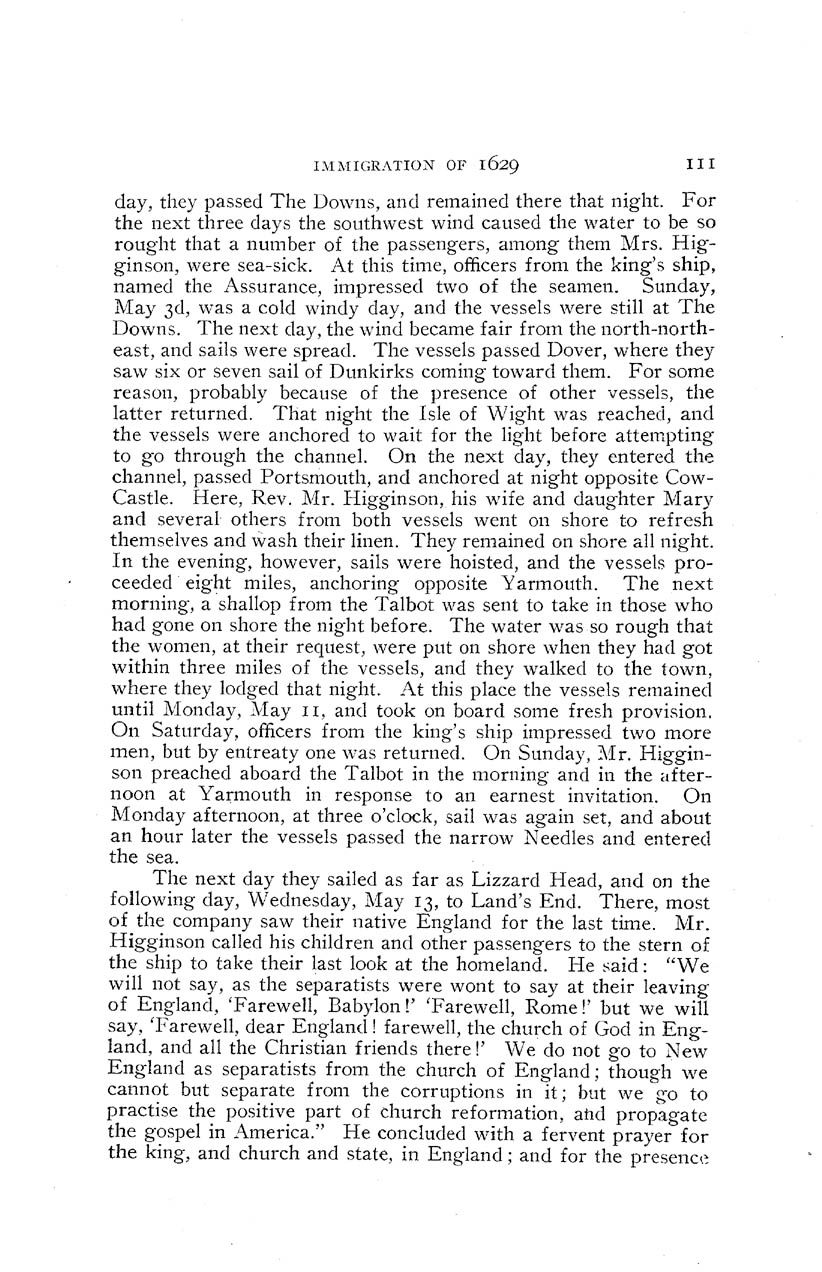 IMMIGRATION OF 1629 111
day, they passed The Downs, and remained there that night. For
the next three days the southwest wind caused the water to be so
rought that a number of the passengers, among them Mrs. Hig-
ginson, were sea-sick. At this time, officers from the king's ship,
named the Assurance, impressed two of the seamen. Sunday,
May 3d, was a cold windy day, and the vessels were still at The
Downs. The next day, the wind became fair from the north-north-
east, and sails were spread. The vessels passed Dover, where they
saw six or seven sail of Dunkirks coming toward them. For some
reason, probably because of the presence of other vessels, the
latter returned. That night the Isle of Wight was reached, and
the vessels were anchored to wait for the light before attempting
to go through the channel. On the next day, they entered the
channel, passed Portsmouth, and anchored at night opposite Cow-
Castle. Here, Rev. Mr. Higginson, his wife and daughter Mary
and several others from both vessels went on shore to refresh
themselves and wash their linen. They remained on shore all night.
In the evening, however, sails were hoisted, and the vessels pro-
ceeded eight miles, anchoring opposite Yarmouth. The next
morning, a shallop from the Talbot was sent to take in those who
had gone on shore the night before. The water was so rough that
the women, at their request, were put on shore when they had got
within three miles of the vessels, and they walked to the town,
where they lodged that night. At this place the vessels remained
until Monday, May 11, and took on board some fresh provision.
On Saturday, officers from the king's ship impressed two more
men, but by entreaty one was returned. On Sunday, Mr. Higgin-
son preached aboard the Talbot in the morning and in the after-
noon at Yarmouth in response to an earnest invitation. On
Monday afternoon, at three o'clock, sail was again set, and about
an hour later the vessels passed the narrow Needles and entered
the sea.
The next day they sailed as far as Lizzard Head, and on the
following day, Wednesday, May 13, to Land's End. There, most
of the company saw their native England for the last time. Mr.
Higginson called his children and other passengers to the stern of
the ship to take their last look at the homeland. He said: "We
will not say, as the separatists were wont to say at their leaving
of England, 'Farewell, Babylon!' 'Farewell, Rome!' but we will
say, 'Farewell, dear England! farewell, the church of God in Eng-
land, and all the Christian friends there!' We do not go to New
England as separatists from the church of England; though we
cannot but separate from the corruptions in it; but we go to
practise the positive part of church reformation, and propagate
the gospel in America." He concluded with a fervent prayer for
the king, and church and state, in England; and for the presence